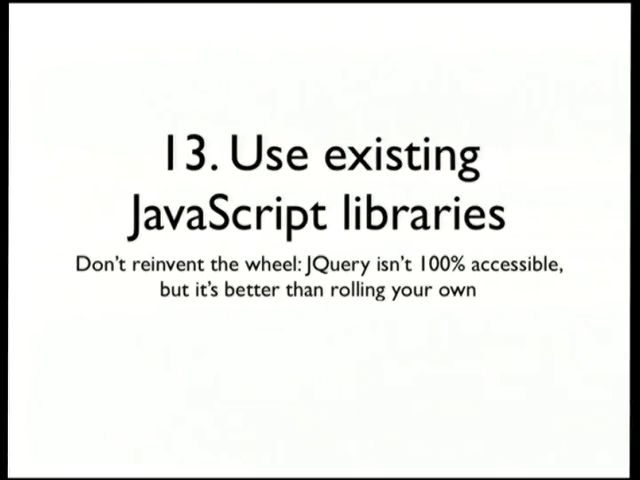 13. Use existing
JavaScript libraries
Don't reinvent the wheel: JQuery isn't 100% accessible,
but it's better than rolling your own